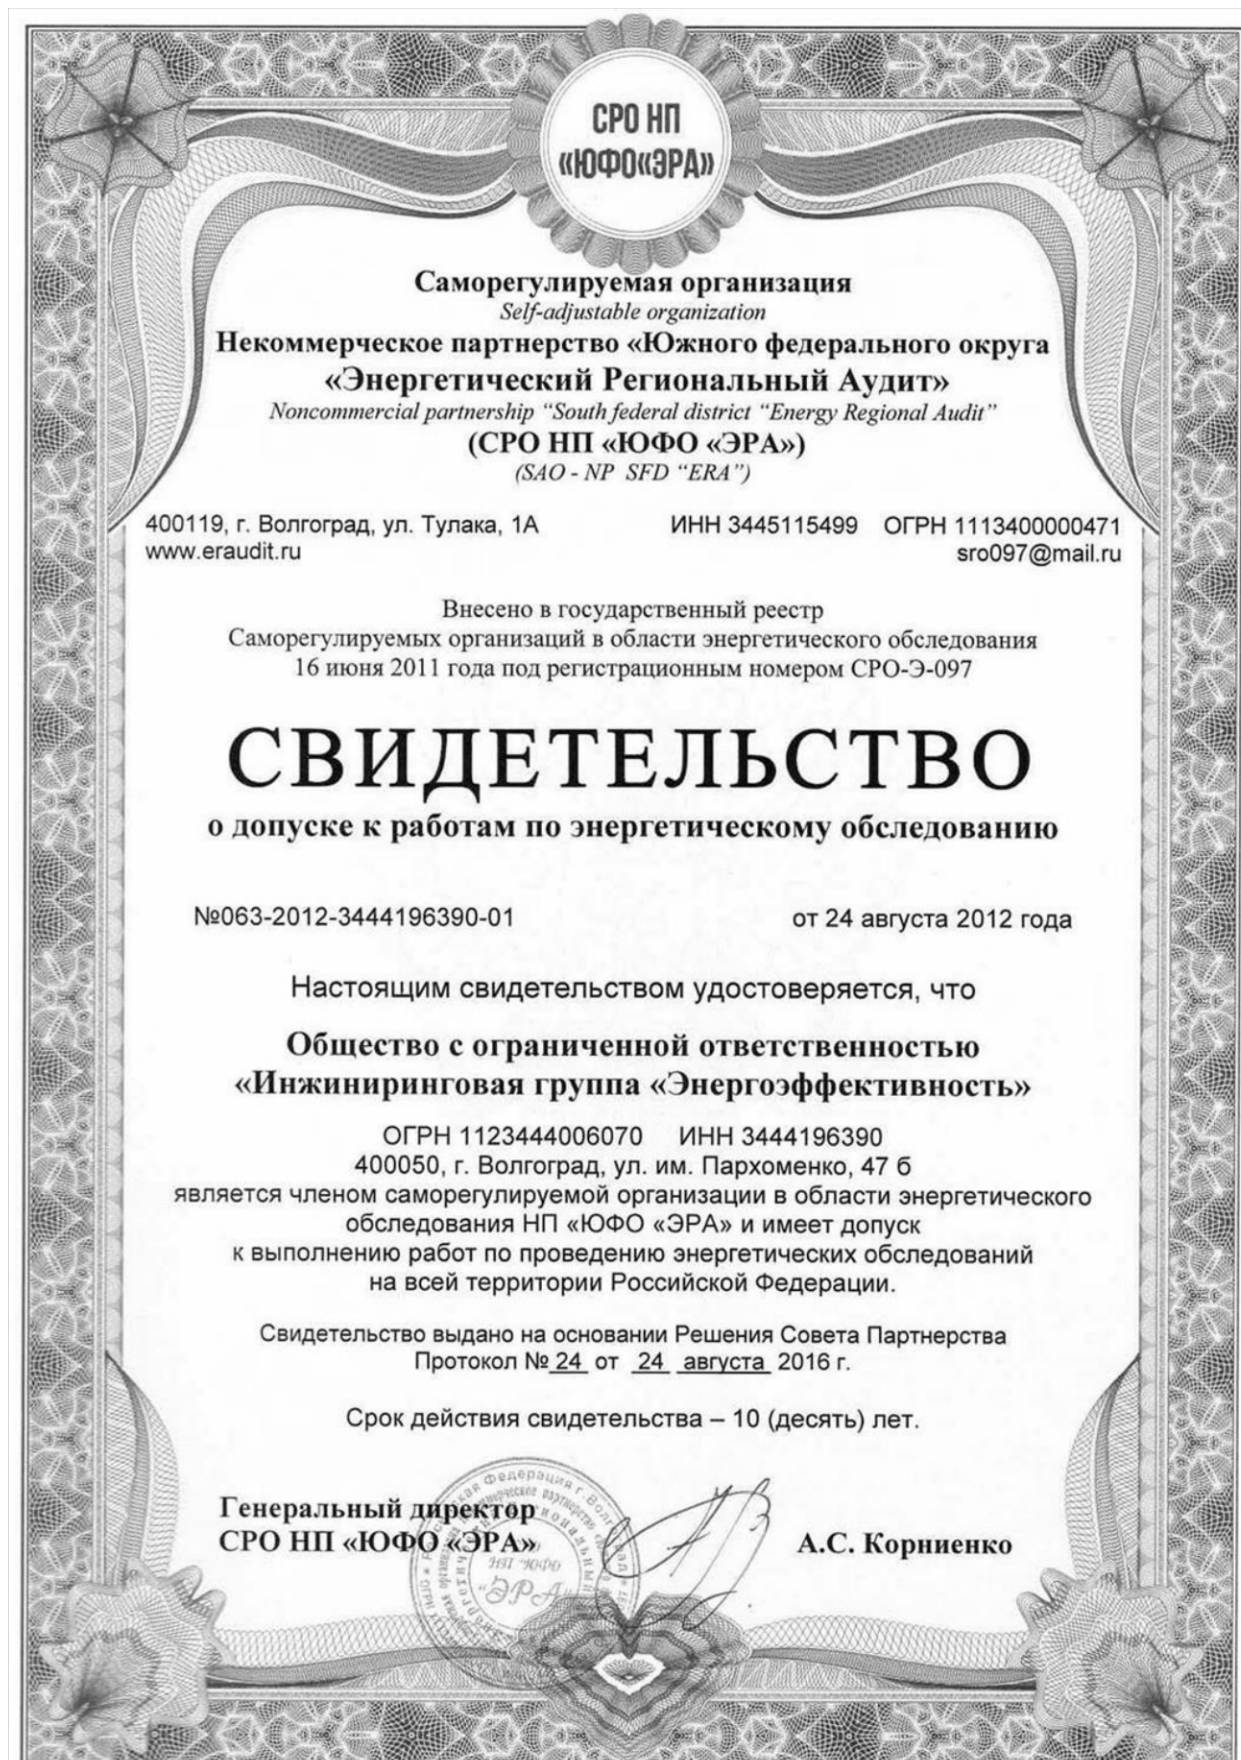 СРО НП
«ЮФО«ЭРА»
Саморегулируемая организация
Self-adjustable organization
Некоммерческое партнерство «Южного федерального округа
«Энергетический Региональный Аудит»
Noncommercial partnership “South federal district “Energy Regional Audit”
(СРО НП «ЮФО «ЭРА»)
(SAO - NP SFD “ERA”)
400119, г. Волгоград, ул. Тулака, 1А ИНН 3445115499 ОГРН 1113400000471
www.eraudit.ru sro097@mail.ru
Внесено в государственный реестр
Саморегулируемых организаций в области энергетического обследования
16 июня 2011 года под регистрационным номером СРО-Э-097
СВИДЕТЕЛЬСТВО
о допуске к работам по энергетическому обследованию
№063-2012-3444196390-01 от 24 августа 2012 года
Настоящим свидетельством удостоверяется, что
Общество с ограниченной ответственностью
«Инжиниринговая группа «Энергоэффективность»
ОГРН 1123444006070 ИНН 3444196390
400050, г. Волгоград, ул. им. Пархоменко, 47 б
является членом саморегулируемой организации в области энергетического
обследования НП «ЮФО «ЭРА» и имеет допуск
к выполнению работ по проведению энергетических обследований
на всей территории Российской Федерации.
Свидетельство выдано на основании Решения Совета Партнерства
Протокол № 24 от 24 августа 2016 г.
Срок действия свидетельства – 10 (десять) лет.
Генеральный директор
СРО НП «ЮФО «ЭРА» А.С. Корниенко
НП "ЮФО
"ЭРА"